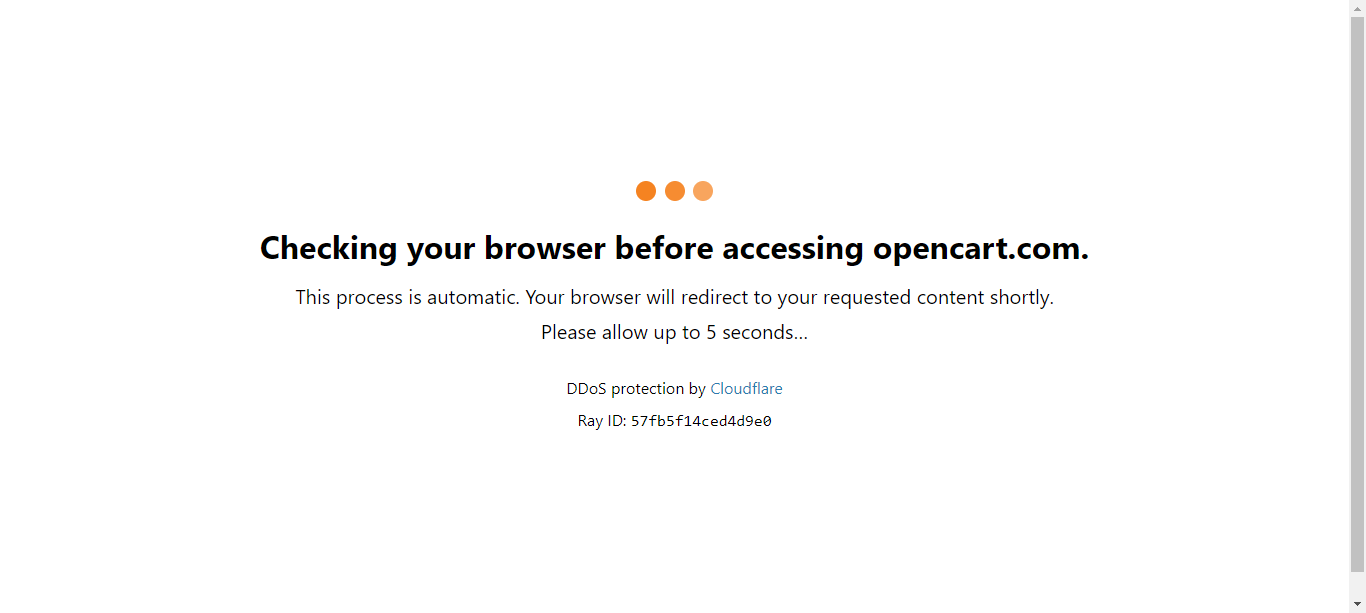 Checking your browser before accessing opencart.com.
This process is automatic. Your browser will redirect to your requested content shortly.
Please allow up to 5 seconds…
DDoS protection by Cloudflare
Ray ID: 57fb5f14ced4d9e0